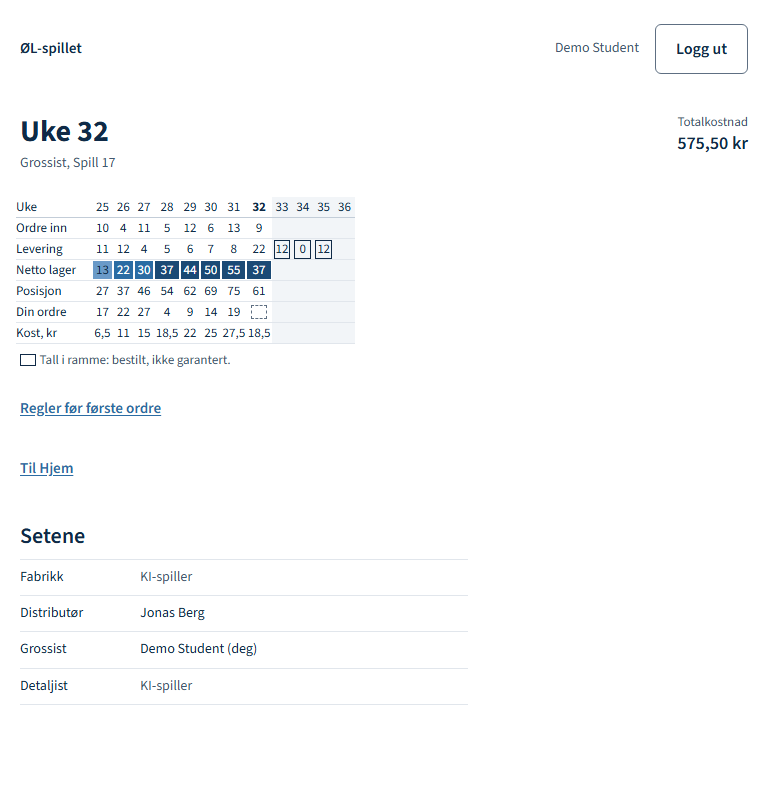 ØL-spillet
Demo Student
Logg ut
Uke 32
Grossist, Spill 17
Totalkostnad
575,50 kr
Uke 25 26 27 28 29 30 31 32 33 34 35 36
Ordre inn 10 4 11 5 12 6 13 9
Levering 11 12 4 5 6 7 8 22 12 0 12
Netto lager 13 22 30 37 44 50 55 37
Posisjon 27 37 46 54 62 69 75 61
Din ordre 17 22 27 4 9 14 19
Kost, kr 6,5 11 15 18,5 22 25 27,5 18,5
Tall i ramme: bestilt, ikke garantert.
Regler før første ordre
Til Hjem
Setene
Fabrikk KI-spiller
Distributør Jonas Berg
Grossist Demo Student (deg)
Detaljist KI-spiller